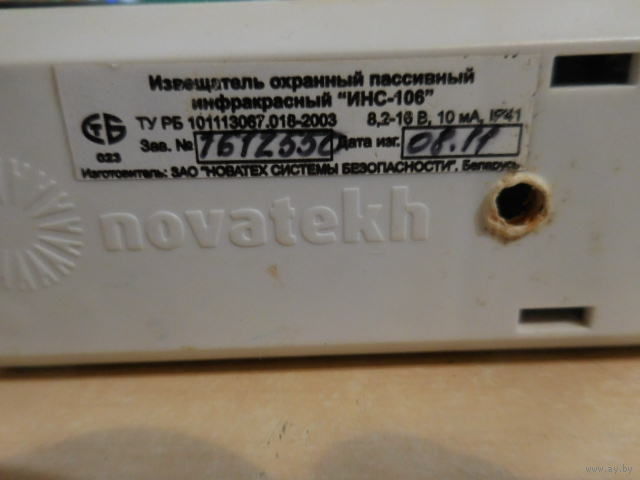 Извещатель охранный пассивный
инфракрасный "ИНС-106"
СТБ ТУ РБ 101113067.018-2003 8,2-16 В, 10 мА, IP41
023 Зав. № Дата изг. 08.11
Изготовитель: ЗАО "НОВАТЕХ СИСТЕМЫ БЕЗОПАСНОСТИ", Беларусь
novatekh
www.ay.by